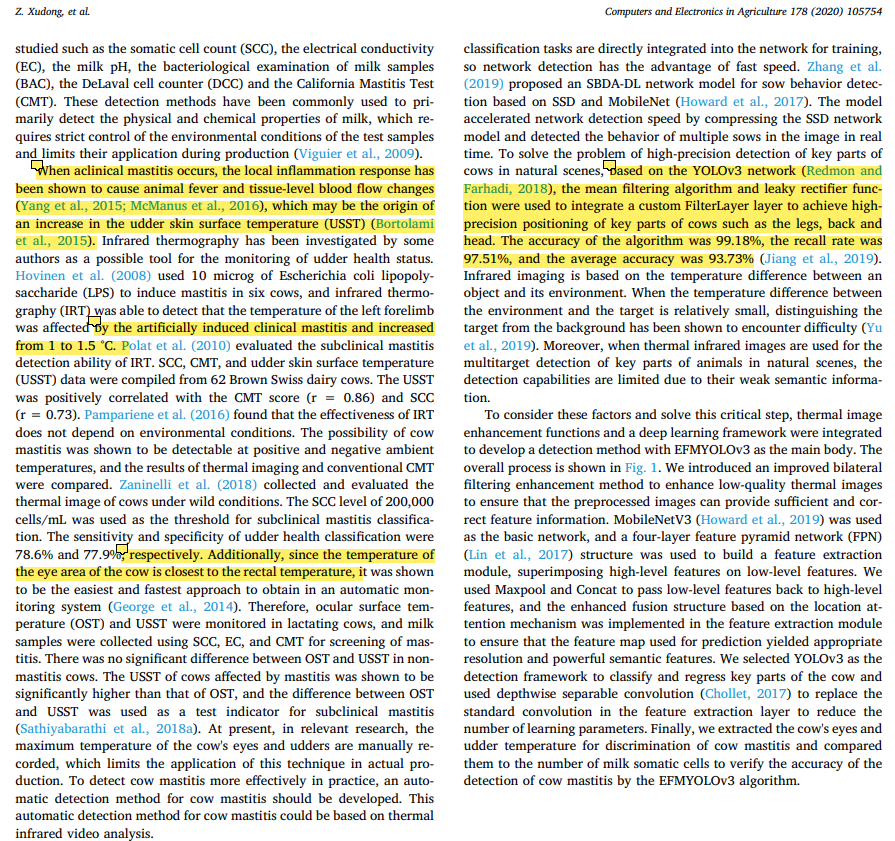 Z. Xudong, et al.
Computers and Electronics in Agriculture 178 (2020) 105754
studied such as the somatic cell count (SCC), the electrical conductivity
(EC), the milk pH, the bacteriological examination of milk samples
(BAC), the DeLaval cell counter (DCC) and the California Mastitis Test
(CMT). These detection methods have been commonly used to pri-
marily detect the physical and chemical properties of milk, which re-
quires strict control of the environmental conditions of the test samples
and limits their application during production (Viguier et al., 2009).
When aclinical mastitis occurs, the local inflammation response has
been shown to cause animal fever and tissue-level blood flow changes
(Yang et al., 2015; McManus et al., 2016), which may be the origin of
an increase in the udder skin surface temperature (USST) (Bortolami
et al., 2015). Infrared thermography has been investigated by some
authors as a possible tool for the monitoring of udder health status.
Hovinen et al. (2008) used 10 microg of Escherichia coli lipopoly-
saccharide (LPS) to induce mastitis in six cows, and infrared thermo-
graphy (IRT) was able to detect that the temperature of the left forelimb
was affected by the artificially induced clinical mastitis and increased
from 1 to 1.5 °C. Polat et al. (2010) evaluated the subclinical mastitis
detection ability of IRT. SCC, CMT, and udder skin surface temperature
(USST) data were compiled from 62 Brown Swiss dairy cows. The USST
was positively correlated with the CMT score (r = 0.86) and SCC
(r = 0.73). Pampariene et al. (2016) found that the effectiveness of IRT
does not depend on environmental conditions. The possibility of cow
mastitis was shown to be detectable at positive and negative ambient
temperatures, and the results of thermal imaging and conventional CMT
were compared. Zaninelli et al. (2018) collected and evaluated the
thermal image of cows under wild conditions. The SCC level of 200,000
cells/mL was used as the threshold for subclinical mastitis classifica-
tion. The sensitivity and specificity of udder health classification were
78.6% and 77.9%, respectively. Additionally, since the temperature of
the eye area of the cow is closest to the rectal temperature, it was shown
to be the easiest and fastest approach to obtain in an automatic mon-
itoring system (George et al., 2014). Therefore, ocular surface tem-
perature (OST) and USST were monitored in lactating cows, and milk
samples were collected using SCC, EC, and CMT for screening of mas-
titis. There was no significant difference between OST and USST in non-
mastitis cows. The USST of cows affected by mastitis was shown to be
significantly higher than that of OST, and the difference between OST
and USST was used as a test indicator for subclinical mastitis
(Sathiyabarathi et al., 2018a). At present, in relevant research, the
maximum temperature of the cow's eyes and udders are manually re-
corded, which limits the application of this technique in actual pro-
duction. To detect cow mastitis more effectively in practice, an auto-
matic detection method for cow mastitis should be developed. This
automatic detection method for cow mastitis could be based on thermal
infrared video analysis.
classification tasks are directly integrated into the network for training,
so network detection has the advantage of fast speed. Zhang et al.
(2019) proposed an SBDA-DL network model for sow behavior detec-
tion based on SSD and MobileNet (Howard et al., 2017). The model
accelerated network detection speed by compressing the SSD network
model and detected the behavior of multiple sows in the image in real
time. To solve the problem of high-precision detection of key parts of
cows in natural scenes, based on the YOLOv3 network (Redmon and
Farhadi, 2018), the mean filtering algorithm and leaky rectifier func-
tion were used to integrate a custom FilterLayer layer to achieve high-
precision positioning of key parts of cows such as the legs, back and
head. The accuracy of the algorithm was 99.18%, the recall rate was
97.51%, and the average accuracy was 93.73% (Jiang et al., 2019).
Infrared imaging is based on the temperature difference between an
object and its environment. When the temperature difference between
the environment and the target is relatively small, distinguishing the
target from the background has been shown to encounter difficulty (Yu
et al., 2019). Moreover, when thermal infrared images are used for the
multitarget detection of key parts of animals in natural scenes, the
detection capabilities are limited due to their weak semantic informa-
tion.
To consider these factors and solve this critical step, thermal image
enhancement functions and a deep learning framework were integrated
to develop a detection method with EFMYOLOv3 as the main body. The
overall process is shown in Fig. 1. We introduced an improved bilateral
filtering enhancement method to enhance low-quality thermal images
to ensure that the preprocessed images can provide sufficient and cor-
rect feature information. MobileNetV3 (Howard et al., 2019) was used
as the basic network, and a four-layer feature pyramid network (FPN)
(Lin et al., 2017) structure was used to build a feature extraction
module, superimposing high-level features on low-level features. We
used Maxpool and Concat to pass low-level features back to high-level
features, and the enhanced fusion structure based on the location at-
tention mechanism was implemented in the feature extraction module
to ensure that the feature map used for prediction yielded appropriate
resolution and powerful semantic features. We selected YOLOv3 as the
detection framework to classify and regress key parts of the cow and
used depthwise separable convolution (Chollet, 2017) to replace the
standard convolution in the feature extraction layer to reduce the
number of learning parameters. Finally, we extracted the cow's eyes and
udder temperature for discrimination of cow mastitis and compared
them to the number of milk somatic cells to verify the accuracy of the
detection of cow mastitis by the EFMYOLOv3 algorithm.